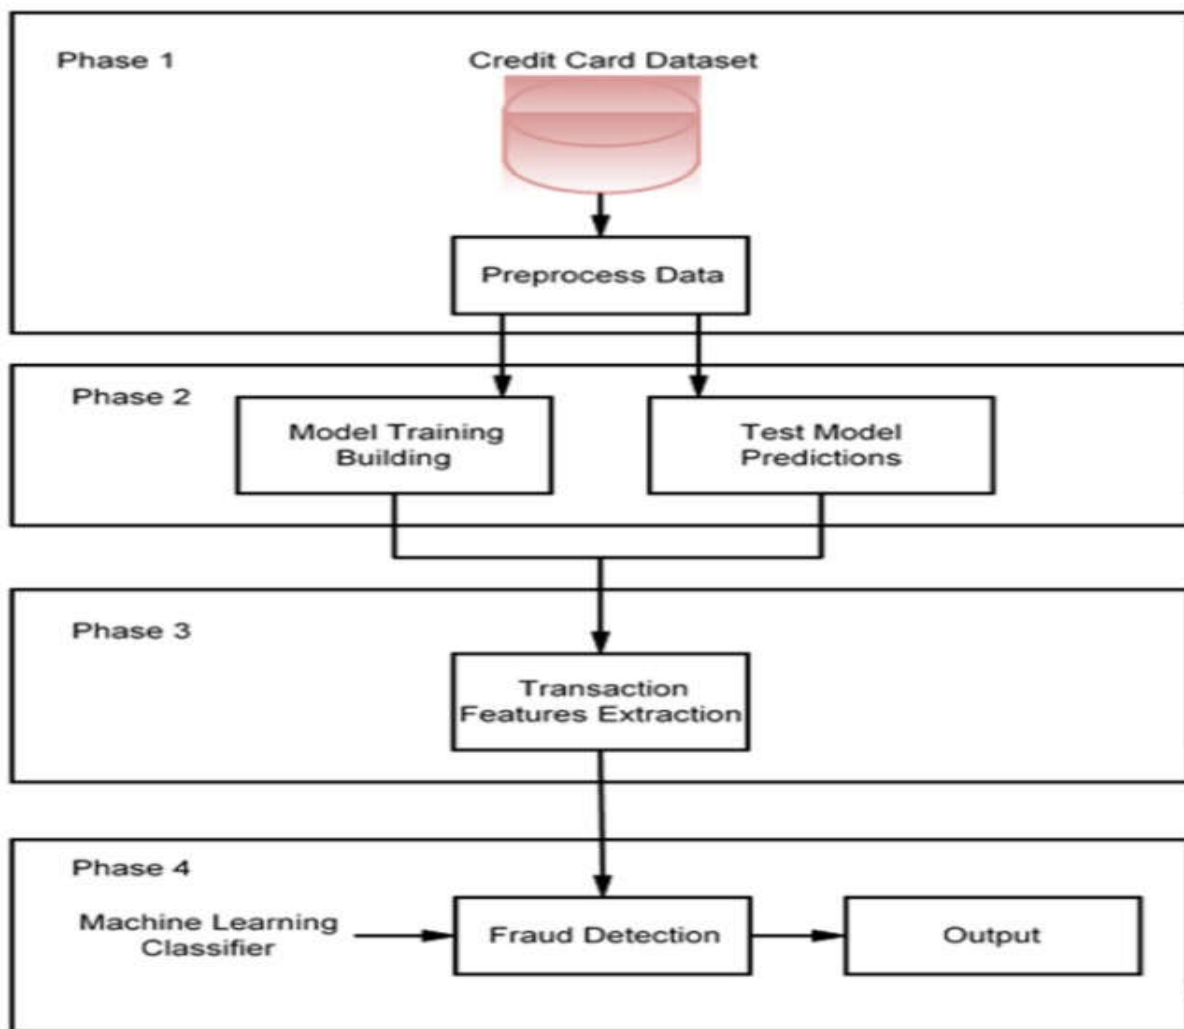 Phase 1
Credit Card Dataset
Preprocess Data
Phase 2
Model Training
Building
Test Model
Predictions
Phase 3
Transaction
Features Extraction
Phase 4
Machine Learning
Classifier
Fraud Detection
Output